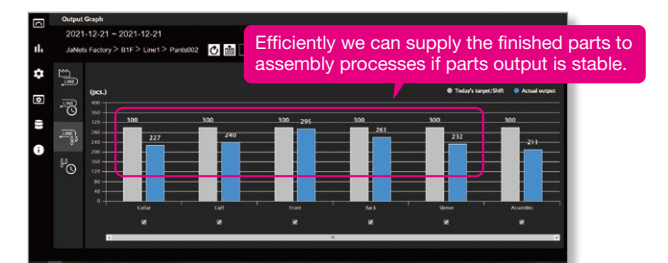 Output Graph
2021-12-21 ~ 2021-12-21
JaNets Factory > B1F > Line1 > Pants002
Efficiently we can supply the finished parts to
assembly processes if parts output is stable.
LINE
LINE
LINE
(pcs.)
Today's target/Shift
Actual output
400
360
320
280
240
200
160
120
80
40
0
300 227 300 240 300 295 300 261 300 232 300 211
Collar Cuff Front Back Sleeve Assemble